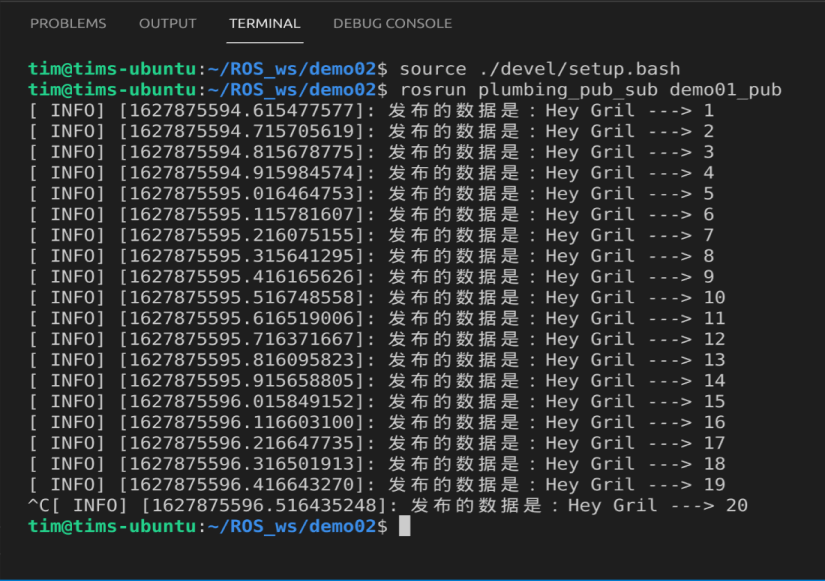 PROBLEMS OUTPUT TERMINAL DEBUG CONSOLE
tim@tims-ubuntu:~/ROS_ws/demo02$ source ./devel/setup.bash
tim@tims-ubuntu:~/ROS_ws/demo02$ rosrun plumbing_pub_sub demo01_pub
[ INFO] [1627875594.615477577]: 发布的数据是：Hey Gril ---> 1
[ INFO] [1627875594.715705619]: 发布的数据是：Hey Gril ---> 2
[ INFO] [1627875594.815678775]: 发布的数据是：Hey Gril ---> 3
[ INFO] [1627875594.915984574]: 发布的数据是：Hey Gril ---> 4
[ INFO] [1627875595.016464753]: 发布的数据是：Hey Gril ---> 5
[ INFO] [1627875595.115781607]: 发布的数据是：Hey Gril ---> 6
[ INFO] [1627875595.216075155]: 发布的数据是：Hey Gril ---> 7
[ INFO] [1627875595.315641295]: 发布的数据是：Hey Gril ---> 8
[ INFO] [1627875595.416165626]: 发布的数据是：Hey Gril ---> 9
[ INFO] [1627875595.516748558]: 发布的数据是：Hey Gril ---> 10
[ INFO] [1627875595.616519006]: 发布的数据是：Hey Gril ---> 11
[ INFO] [1627875595.716371667]: 发布的数据是：Hey Gril ---> 12
[ INFO] [1627875595.816095823]: 发布的数据是：Hey Gril ---> 13
[ INFO] [1627875595.915658805]: 发布的数据是：Hey Gril ---> 14
[ INFO] [1627875596.015849152]: 发布的数据是：Hey Gril ---> 15
[ INFO] [1627875596.116603100]: 发布的数据是：Hey Gril ---> 16
[ INFO] [1627875596.216647735]: 发布的数据是：Hey Gril ---> 17
[ INFO] [1627875596.316501913]: 发布的数据是：Hey Gril ---> 18
[ INFO] [1627875596.416643270]: 发布的数据是：Hey Gril ---> 19
^C[ INFO] [1627875596.516435248]: 发布的数据是：Hey Gril ---> 20
tim@tims-ubuntu:~/ROS_ws/demo02$